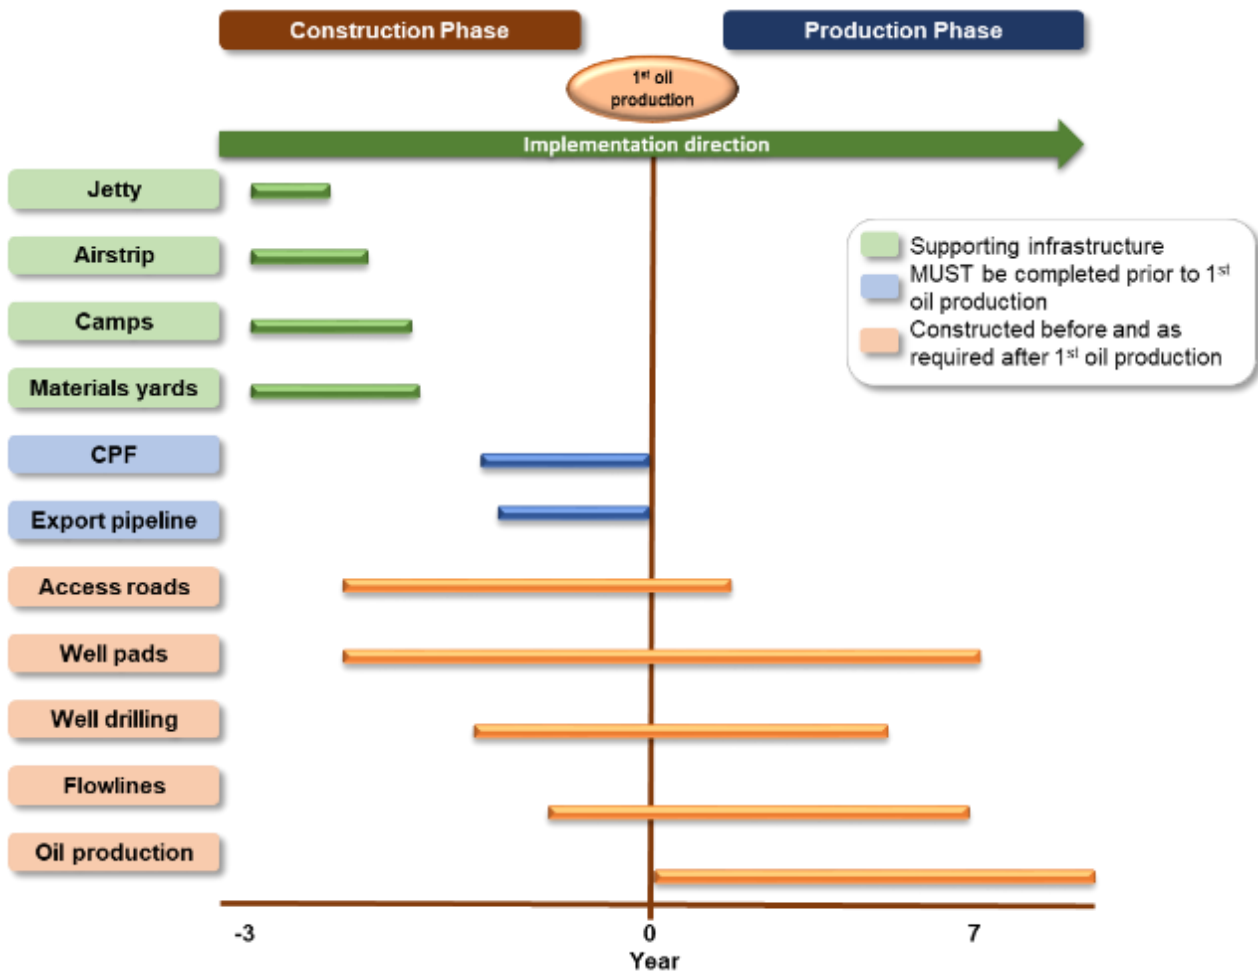 Construction Phase
Production Phase
1st oil
production
Implementation direction
Jetty
Airstrip
Camps
Materials yards
CPF
Export pipeline
Access roads
Well pads
Well drilling
Flowlines
Oil production
Supporting infrastructure
MUST be completed prior to 1st
oil production
Constructed before and as
required after 1st oil production
-3
0
7
Year